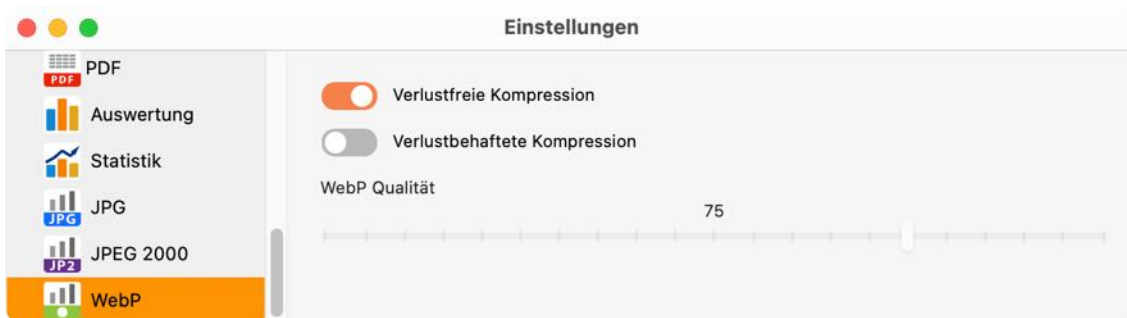 Einstellungen
PDF
PDF
Auswertung
Statistik
JPG
JPG
JPEG 2000
JP2
WebP
Verlustfreie Kompression
Verlustbehaftete Kompression
WebP Qualität
75